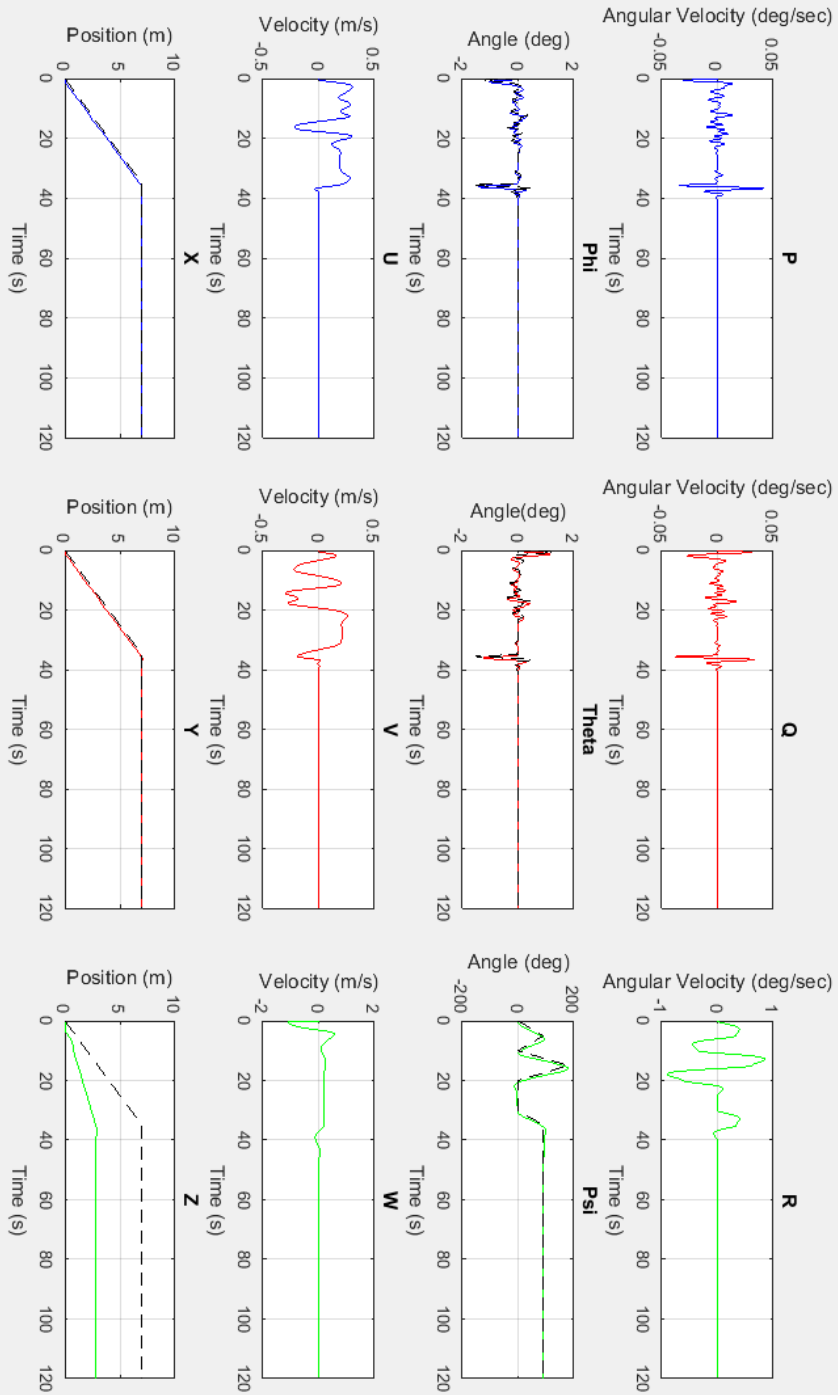 P
Angular Velocity (deg/sec)
0.05
0
-0.05
0 20 40 60 80 100 120
Time (s)
Q
Angular Velocity (deg/sec)
0.05
0
-0.05
0 20 40 60 80 100 120
Time (s)
R
Angular Velocity (deg/sec)
1
0
-1
0 20 40 60 80 100 120
Time (s)
Phi
Angle (deg)
2
0
-2
0 20 40 60 80 100 120
Time (s)
Theta
Angle(deg)
2
0
-2
0 20 40 60 80 100 120
Time (s)
Psi
Angle (deg)
200
0
-200
0 20 40 60 80 100 120
Time (s)
U
Velocity (m/s)
0.5
0
-0.5
0 20 40 60 80 100 120
Time (s)
V
Velocity (m/s)
0.5
0
-0.5
0 20 40 60 80 100 120
Time (s)
W
Velocity (m/s)
2
0
-2
0 20 40 60 80 100 120
Time (s)
X
Position (m)
10
5
0
0 20 40 60 80 100 120
Time (s)
Y
Position (m)
10
5
0
0 20 40 60 80 100 120
Time (s)
Z
Position (m)
10
5
0
0 20 40 60 80 100 120
Time (s)